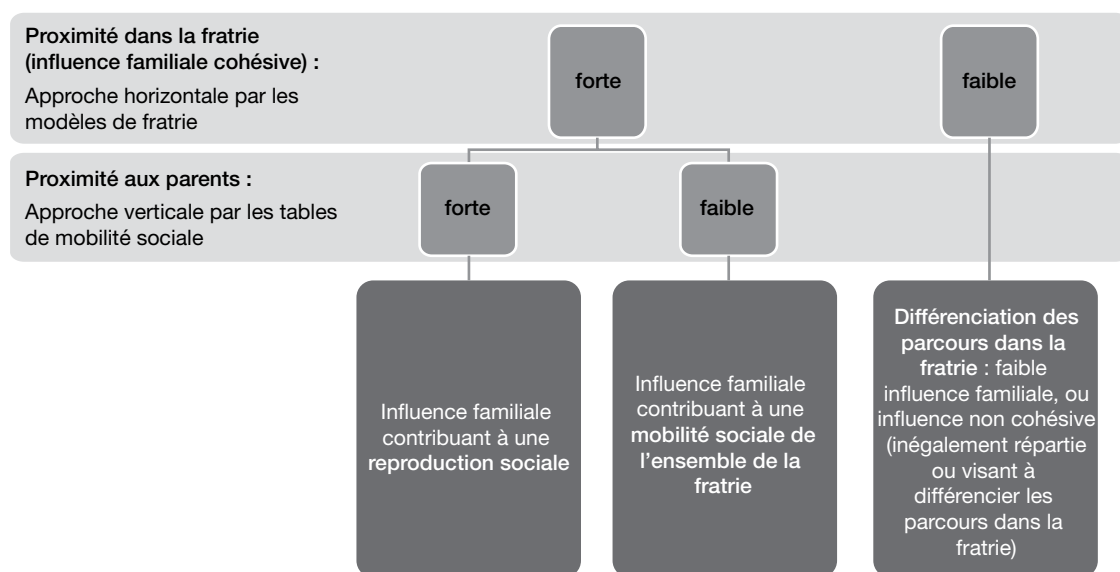 Proximité dans la fratrie
(influence familiale cohésive) :
Approche horizontale par les
modèles de fratrie
forte
faible
Proximité aux parents :
Approche verticale par les tables
de mobilité sociale
forte
faible
Influence familiale
contribuant à une
reproduction sociale
Influence familiale
contribuant à une
mobilité sociale de
l'ensemble de la
fratrie
Différenciation des
parcours dans la
fratrie : faible
influence familiale, ou
influence non cohésive
(inégalement répartie
ou visant à
différencier les
parcours dans la
fratrie)